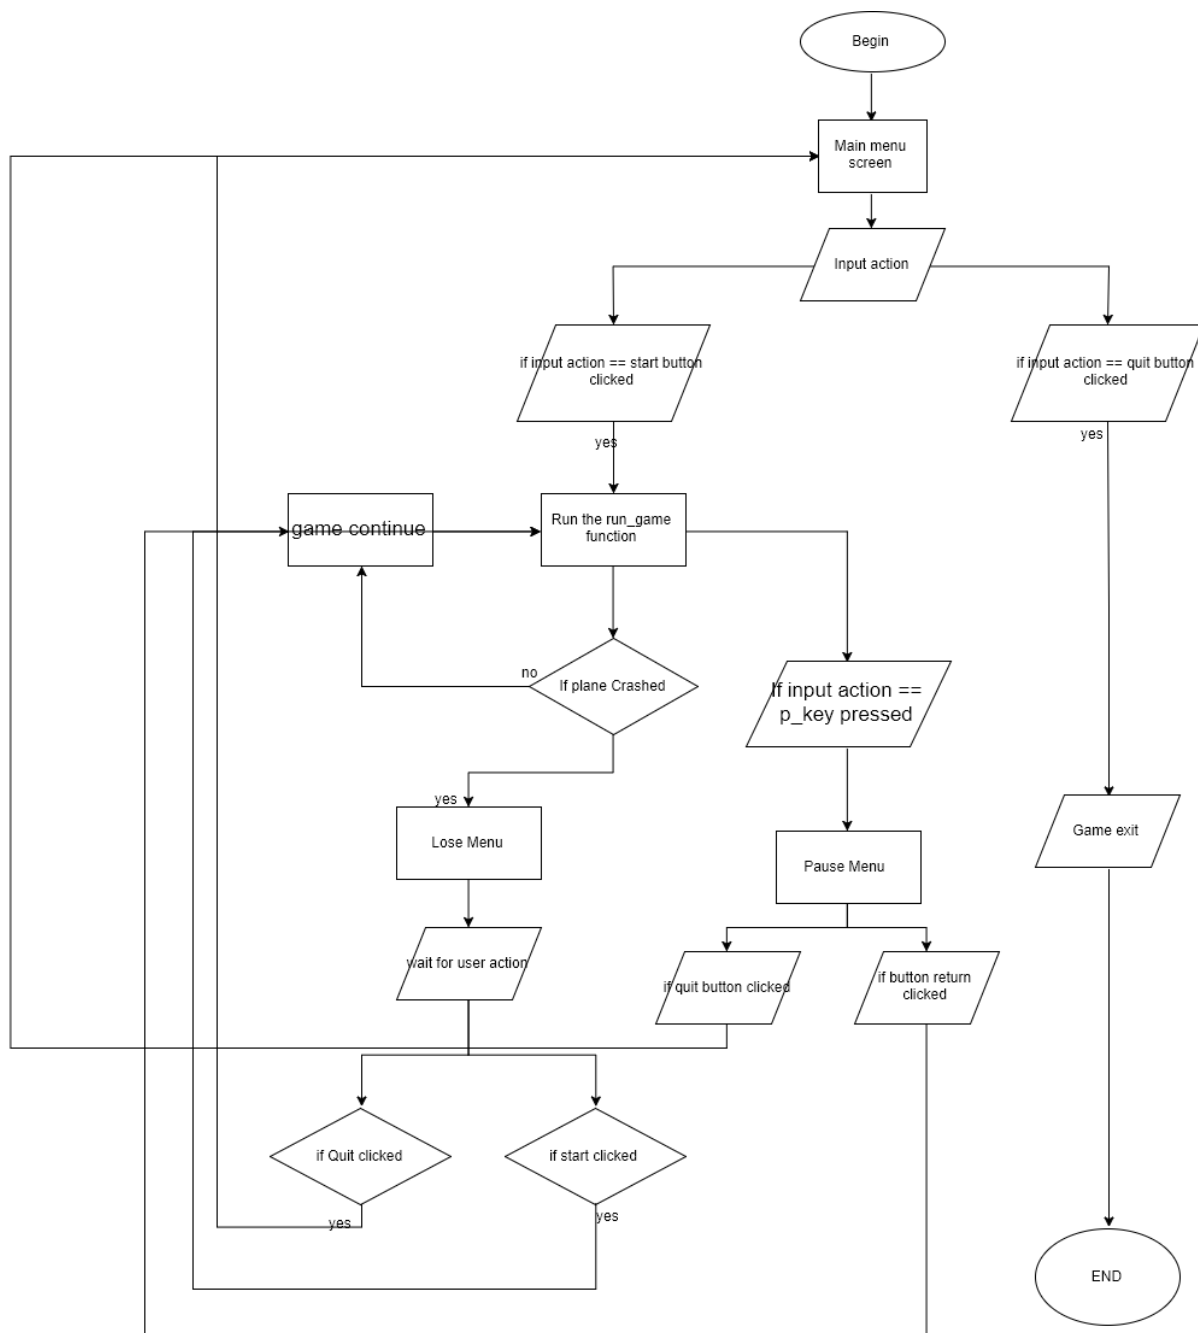 Begin
Main menu
screen
Input action
if input action == start button
clicked
if input action == quit button
clicked
yes
yes
game continue
Run the run_game
function
no
If plane Crashed
If input action ==
p_key pressed
yes
Lose Menu
Game exit
Pause Menu
wait for user action
if quit button clicked
if button return
clicked
if Quit clicked
if start clicked
yes
yes
END